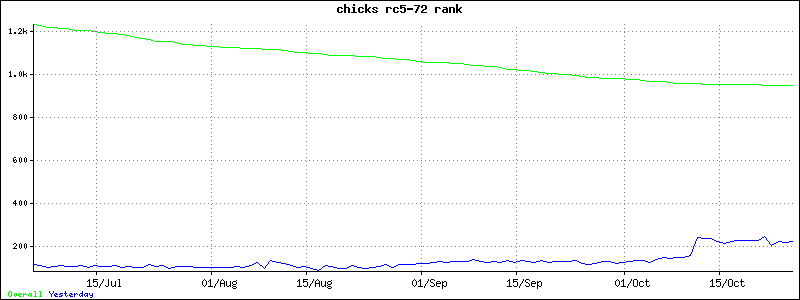 chicks rc5-72 rank
1.2k
1.0k
800
600
400
200
15/Jul 01/Aug 15/Aug 01/Sep 15/Sep 01/Oct 15/Oct
Overall Yesterday